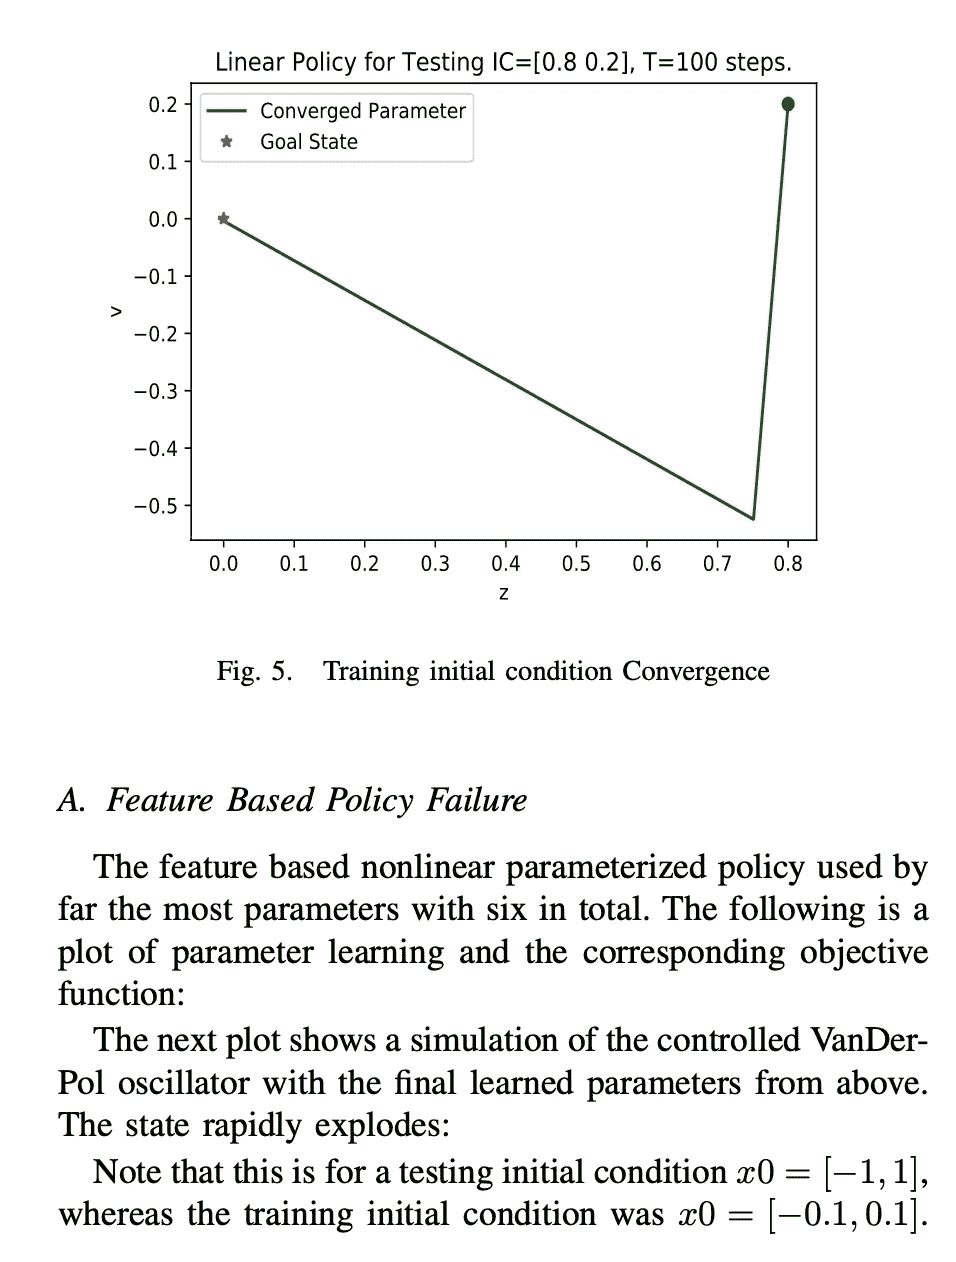 Linear Policy for Testing IC=[0.8 0.2], T=100 steps.
Converged Parameter
Goal State
0.2
0.1
0.0
−0.1
−0.2
−0.3
−0.4
−0.5
v
0.0 0.1 0.2 0.3 0.4 0.5 0.6 0.7 0.8
z
Fig. 5. Training initial condition Convergence
A. Feature Based Policy Failure
The feature based nonlinear parameterized policy used by
far the most parameters with six in total. The following is a
plot of parameter learning and the corresponding objective
function:
The next plot shows a simulation of the controlled VanDer-
Pol oscillator with the final learned parameters from above.
The state rapidly explodes:
Note that this is for a testing initial condition x0 = [−1, 1],
whereas the training initial condition was x0 = [−0.1, 0.1].